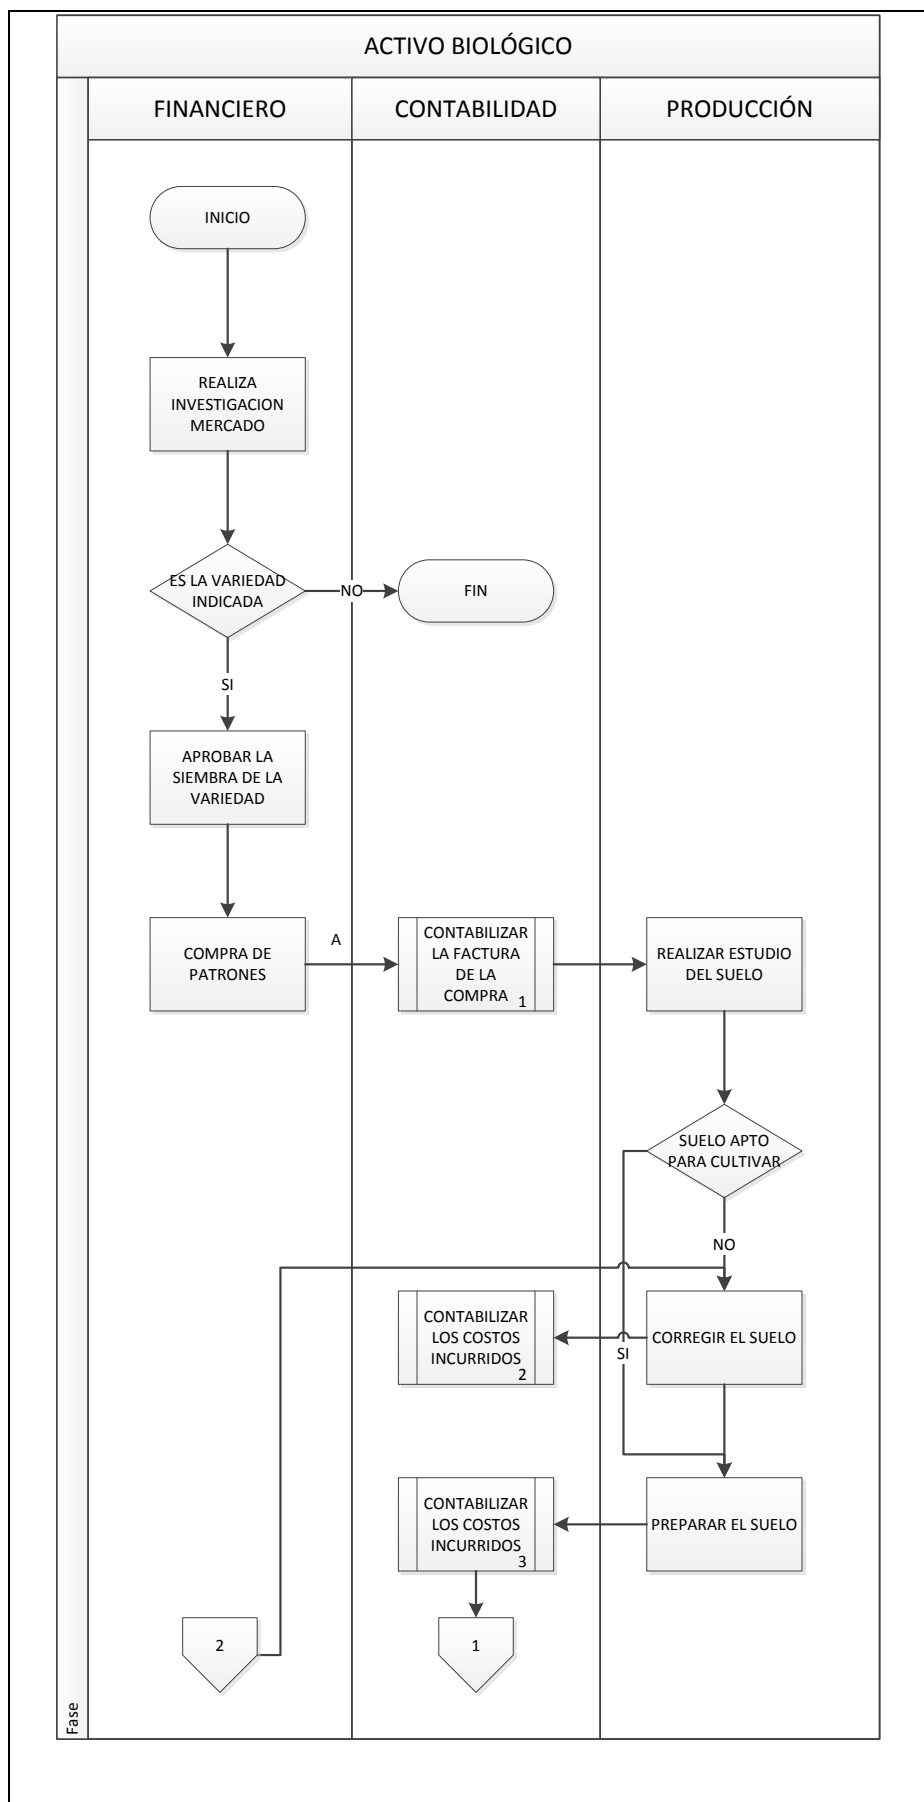 ACTIVO BIOLÓGICO
FINANCIERO
CONTABILIDAD
PRODUCCIÓN
INICIO
REALIZA
INVESTIGACION
MERCADO
ES LA VARIEDAD
INDICADA
NO
FIN
SI
APROBAR LA
SIEMBRA DE LA
VARIEDAD
COMPRA DE
PATRONES
A
CONTABILIZAR
LA FACTURA
DE LA
COMPRA
1
REALIZAR ESTUDIO
DEL SUELO
SUELO APTO
PARA CULTIVAR
NO
CONTABILIZAR
LOS COSTOS
INCURRIDOS
2
SI
CORREGIR EL SUELO
CONTABILIZAR
LOS COSTOS
INCURRIDOS
3
PREPARAR EL SUELO
2
1
Fase